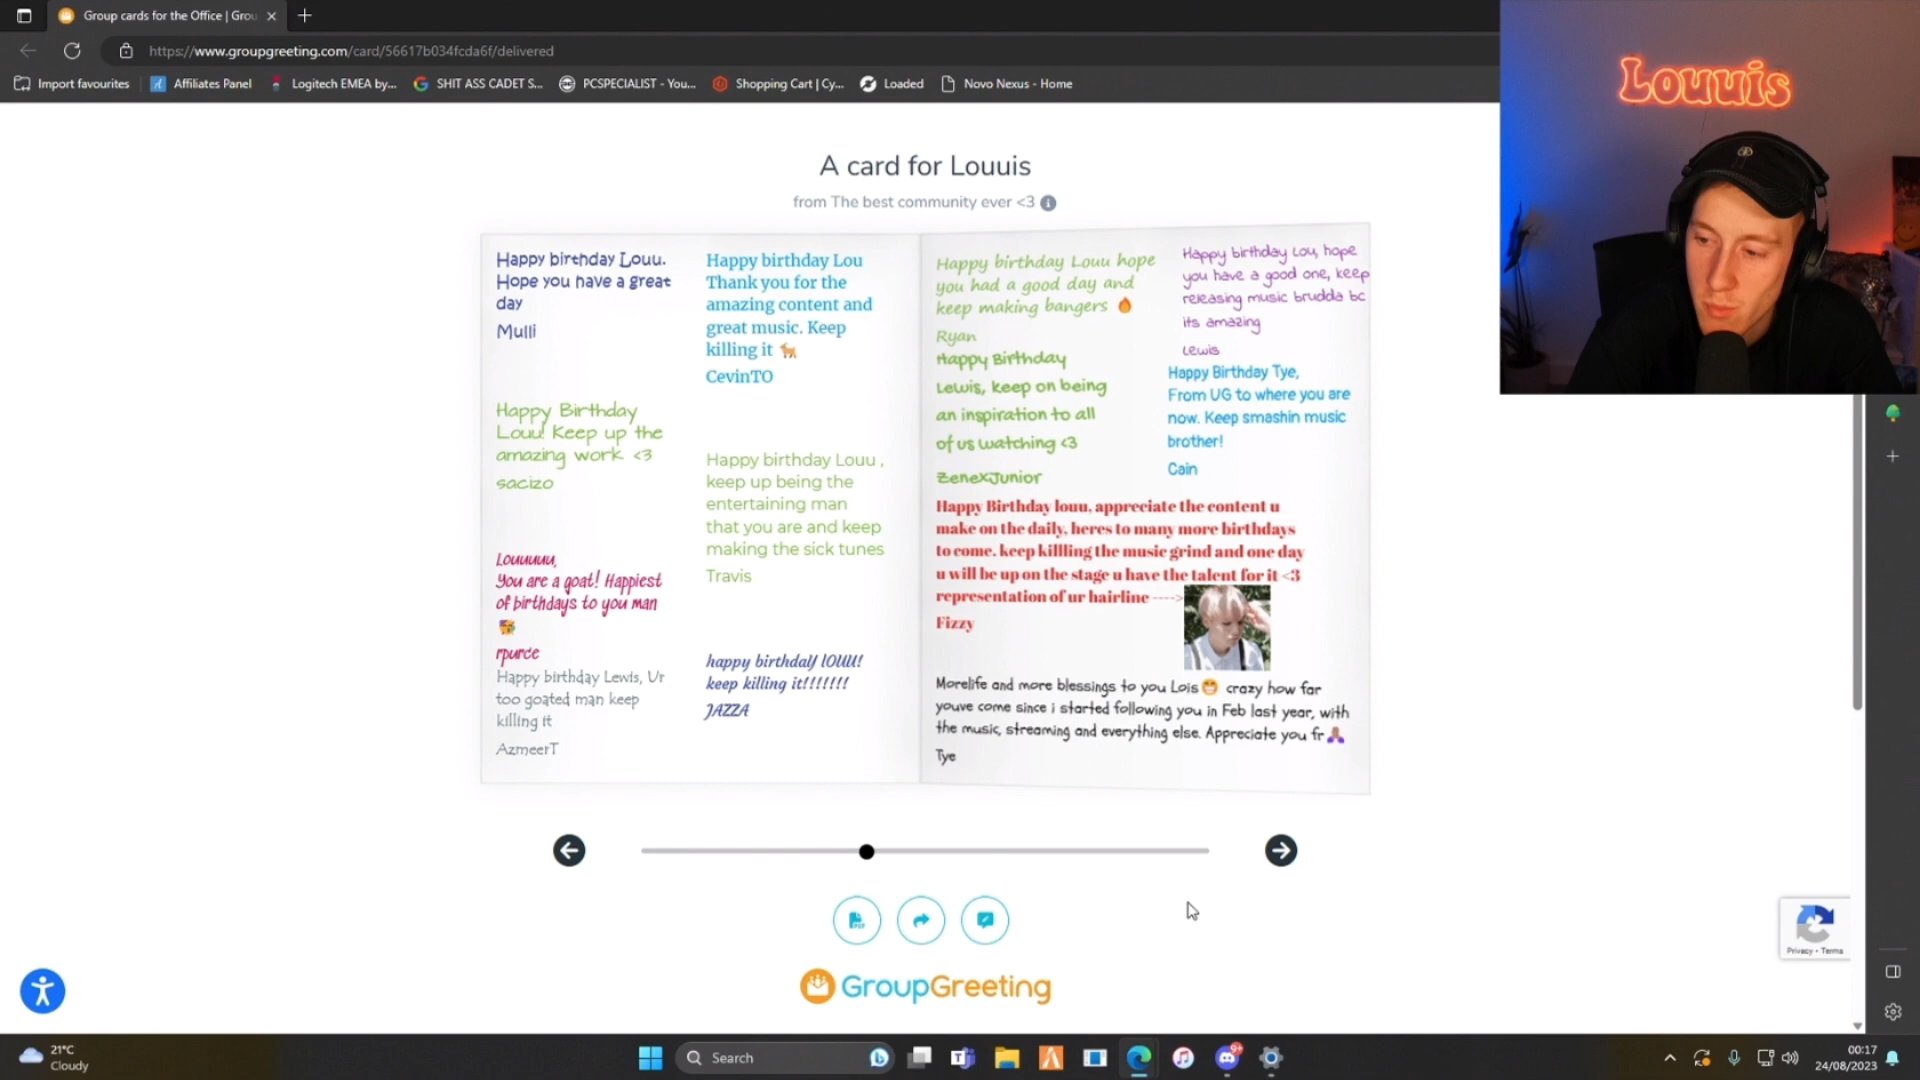 Group cards for the Office | Grou
https://www.groupgreeting.com/card/56617b034fcda6f/delivered
Import favourites
Affiliates Panel
Logitech EMEA by...
SHIT ASS CADET S...
PCSPECIALIST - You...
Shopping Cart | Cy...
Loaded
Novo Nexus - Home
Louuis
A card for Louuis
from The best community ever <3
Happy birthday Louu.
Hope you have a great
day
Mulli
Happy Birthday
Louu! Keep up the
amazing work. <3
sacizo
Louuuuu,
You are a goat! Happiest
of birthdays to you man
🥳
rpurce
Happy birthday Lewis, Ur
too goated man keep
killing it
AzmeerT
Happy birthday Lou
Thank you for the
amazing content and
great music. Keep
killing it 🐐
CevinTO
Happy birthday Louu ,
keep up being the
entertaining man
that you are and keep
making the sick tunes
Travis
happy birthdaY lOUU!
keep killing it!!!!!!!
JAZZA
Happy birthday Louu hope
you had a good day and
keep making bangers 🔥
Ryan
Happy Birthday
Lewis, keep on being
an inspiration to all
of us watching <3
ZeneXJunior
Happy birthday Lou, hope
you have a good one, keep
releasing music brudda bc
its amazing
Lewis
Happy Birthday Tye,
From UG to where you are
now. Keep smashin music
brother!
Cain
Happy Birthday louu, appreciate the content u
make on the daily, heres to many more birthdays
to come. keep killling the music grind and one day
u will be up on the stage u have the talent for it <3
representation of ur hairline ---->
Fizzy
Morelife and more blessings to you Lois😁 crazy how far
youve come since i started following you in Feb last year, with
the music, streaming and everything else. Appreciate you fr🙏🏽
Tye
PDF
GroupGreeting
Privacy • Terms
21°C
Cloudy
Search
9+
00:17
24/08/2023